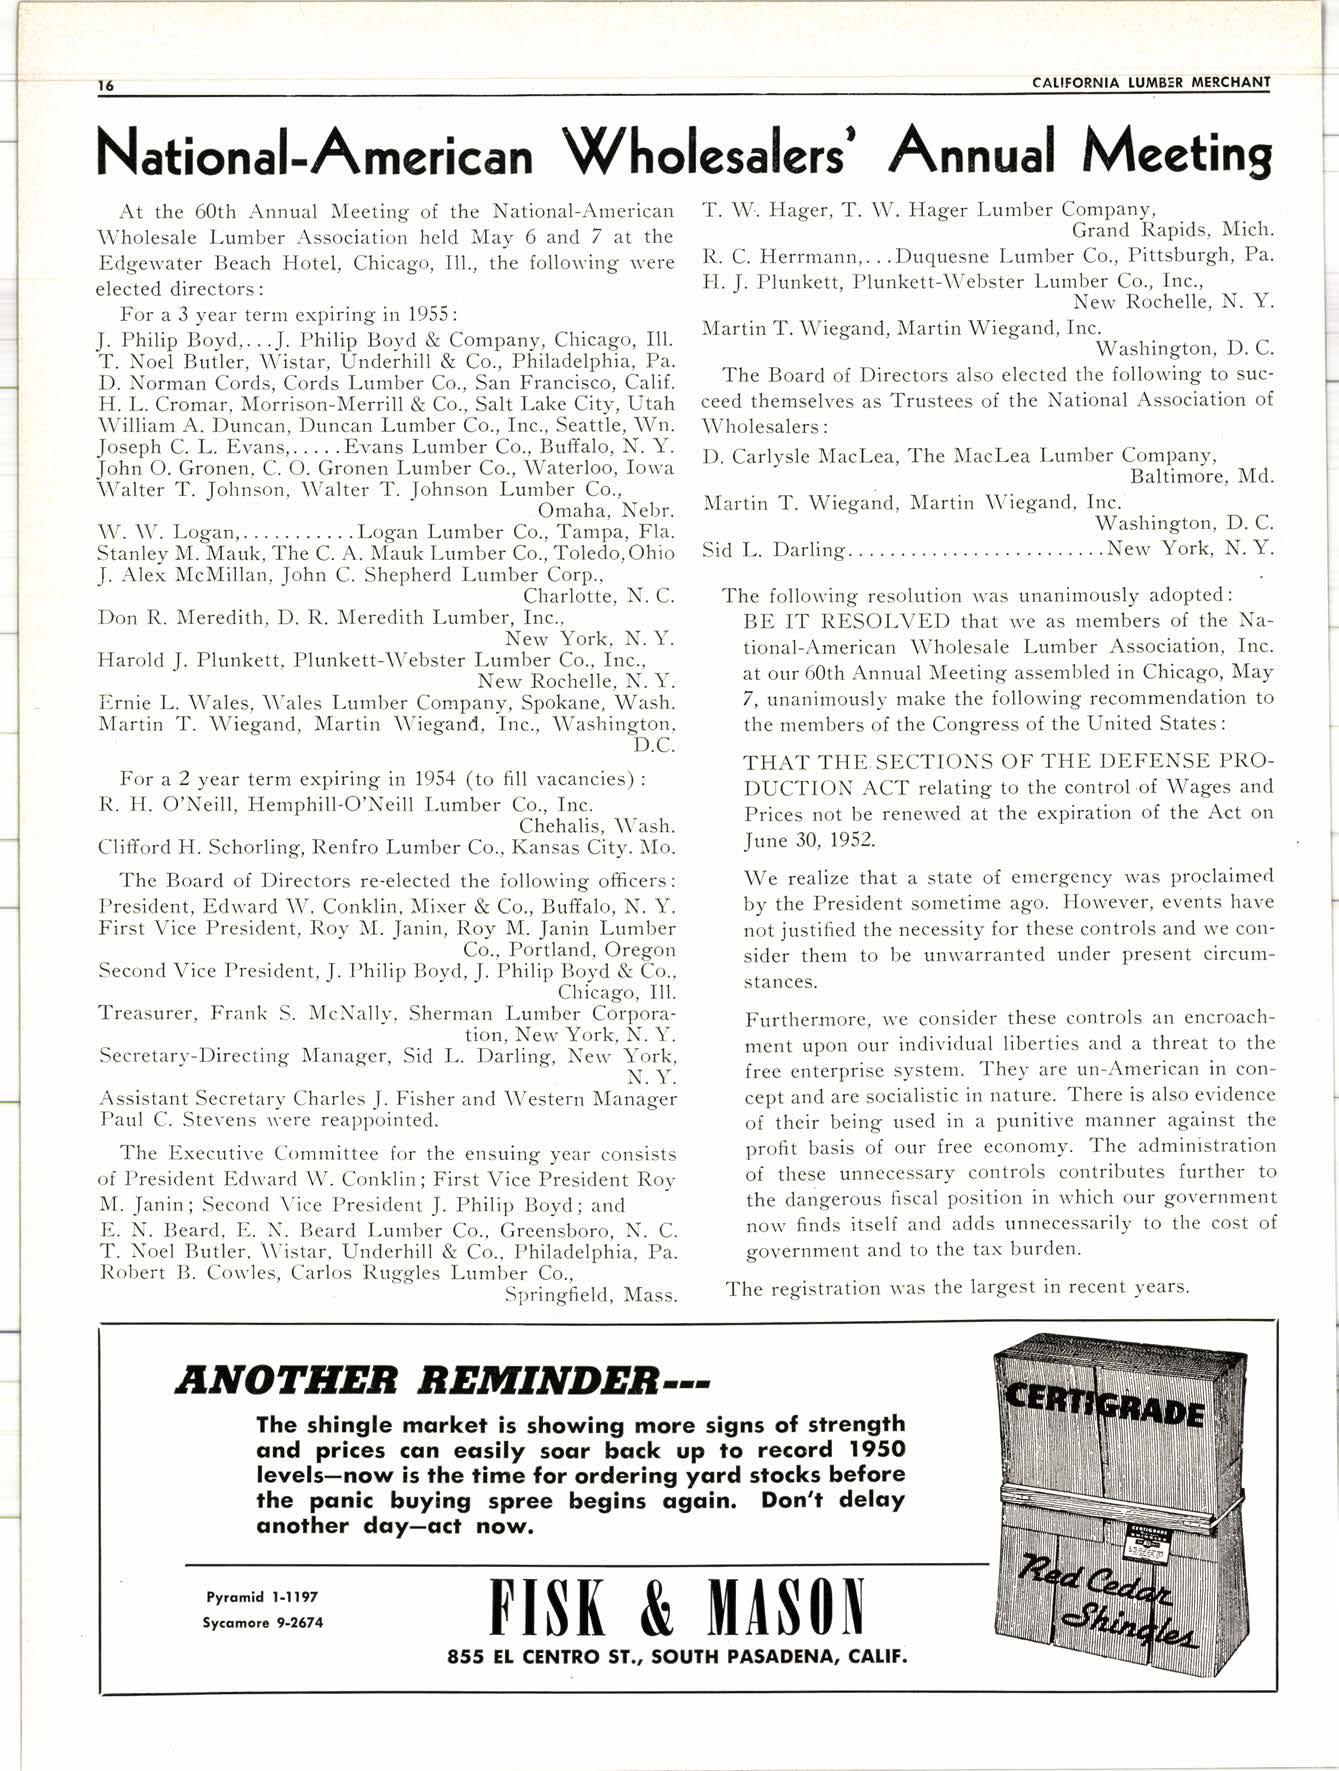 16
CALIFORNIA LUMBER MERCHANT
National-American Wholesalers' Annual Meeting
At the 60th Annual Meeting of the National-American
Wholesale Lumber Association held May 6 and 7 at the
Edgewater Beach Hotel, Chicago, Ill., the following were
elected directors:
For a 3 year term expiring in 1955:
J. Philip Boyd,...J. Philip Boyd & Company, Chicago, Ill.
T. Noel Butler, Wistar, Underhill & Co., Philadelphia, Pa.
D. Norman Cords, Cords Lumber Co., San Francisco, Calif.
H. L. Cromar, Morrison-Merrill & Co., Salt Lake City, Utah
William A. Duncan, Duncan Lumber Co., Inc., Seattle, Wn.
Joseph C. L. Evans,.....Evans Lumber Co., Buffalo, N. Y.
John O. Gronen, C. O. Gronen Lumber Co., Waterloo, Iowa
Walter T. Johnson, Walter T. Johnson Lumber Co.,
Omaha, Nebr.
W. W. Logan,...........Logan Lumber Co., Tampa, Fla.
Stanley M. Mauk, The C. A. Mauk Lumber Co., Toledo, Ohio
J. Alex McMillan, John C. Shepherd Lumber Corp.,
Charlotte, N. C.
Don R. Meredith, D. R. Meredith Lumber, Inc.,
New York, N. Y.
Harold J. Plunkett, Plunkett-Webster Lumber Co., Inc.,
New Rochelle, N. Y.
Ernie L. Wales, Wales Lumber Company, Spokane, Wash.
Martin T. Wiegand, Martin Wiegand, Inc., Washington,
D.C.
For a 2 year term expiring in 1954 (to fill vacancies):
R. H. O'Neill, Hemphill-O'Neill Lumber Co., Inc.
Chehalis, Wash.
Clifford H. Schorling, Renfro Lumber Co., Kansas City. Mo.
The Board of Directors re-elected the following officers:
President, Edward W. Conklin, Mixer & Co., Buffalo, N. Y.
First Vice President, Roy M. Janin, Roy M. Janin Lumber
Co., Portland, Oregon
Second Vice President, J. Philip Boyd, J. Philip Boyd & Co.,
Chicago, Ill.
Treasurer, Frank S. McNally, Sherman Lumber Corpora-
tion, New York, N. Y.
Secretary-Directing Manager, Sid L. Darling, New York,
N. Y.
Assistant Secretary Charles J. Fisher and Western Manager
Paul C. Stevens were reappointed.
The Executive Committee for the ensuing year consists
of President Edward W. Conklin; First Vice President Roy
M. Janin; Second Vice President J. Philip Boyd; and
E. N. Beard, E. N. Beard Lumber Co., Greensboro, N. C.
T. Noel Butler, Wistar, Underhill & Co., Philadelphia, Pa.
Robert B. Cowles, Carlos Ruggles Lumber Co.,
Springfield, Mass.
T. W. Hager, T. W. Hager Lumber Company,
Grand Rapids, Mich.
R. C. Herrmann,...Duquesne Lumber Co., Pittsburgh, Pa.
H. J. Plunkett, Plunkett-Webster Lumber Co., Inc.,
New Rochelle, N. Y.
Martin T. Wiegand, Martin Wiegand, Inc.
Washington, D. C.
The Board of Directors also elected the following to suc-
ceed themselves as Trustees of the National Association of
Wholesalers:
D. Carlysle MacLea, The MacLea Lumber Company,
Baltimore, Md.
Martin T. Wiegand, Martin Wiegand, Inc.
Washington, D. C.
Sid L. Darling.........................New York, N. Y.
The following resolution was unanimously adopted:
BE IT RESOLVED that we as members of the Na-
tional-American Wholesale Lumber Association, Inc.
at our 60th Annual Meeting assembled in Chicago, May
7, unanimously make the following recommendation to
the members of the Congress of the United States:
THAT THE SECTIONS OF THE DEFENSE PRO-
DUCTION ACT relating to the control of Wages and
Prices not be renewed at the expiration of the Act on
June 30, 1952.
We realize that a state of emergency was proclaimed
by the President sometime ago. However, events have
not justified the necessity for these controls and we con-
sider them to be unwarranted under present circum-
stances.
Furthermore, we consider these controls an encroach-
ment upon our individual liberties and a threat to the
free enterprise system. They are un-American in con-
cept and are socialistic in nature. There is also evidence
of their being used in a punitive manner against the
profit basis of our free economy. The administration
of these unnecessary controls contributes further to
the dangerous fiscal position in which our government
now finds itself and adds unnecessarily to the cost of
government and to the tax burden.
The registration was the largest in recent years.
ANOTHER REMINDER---
The shingle market is showing more signs of strength
and prices can easily soar back up to record 1950
levels—now is the time for ordering yard stocks before
the panic buying spree begins again. Don't delay
another day—act now.
Pyramid 1-1197
Sycamore 9-2674
FISK & MASON
855 EL CENTRO ST., SOUTH PASADENA, CALIF.
CERTIGRADE
CERTIGRADE
Red Cedar
Shingles